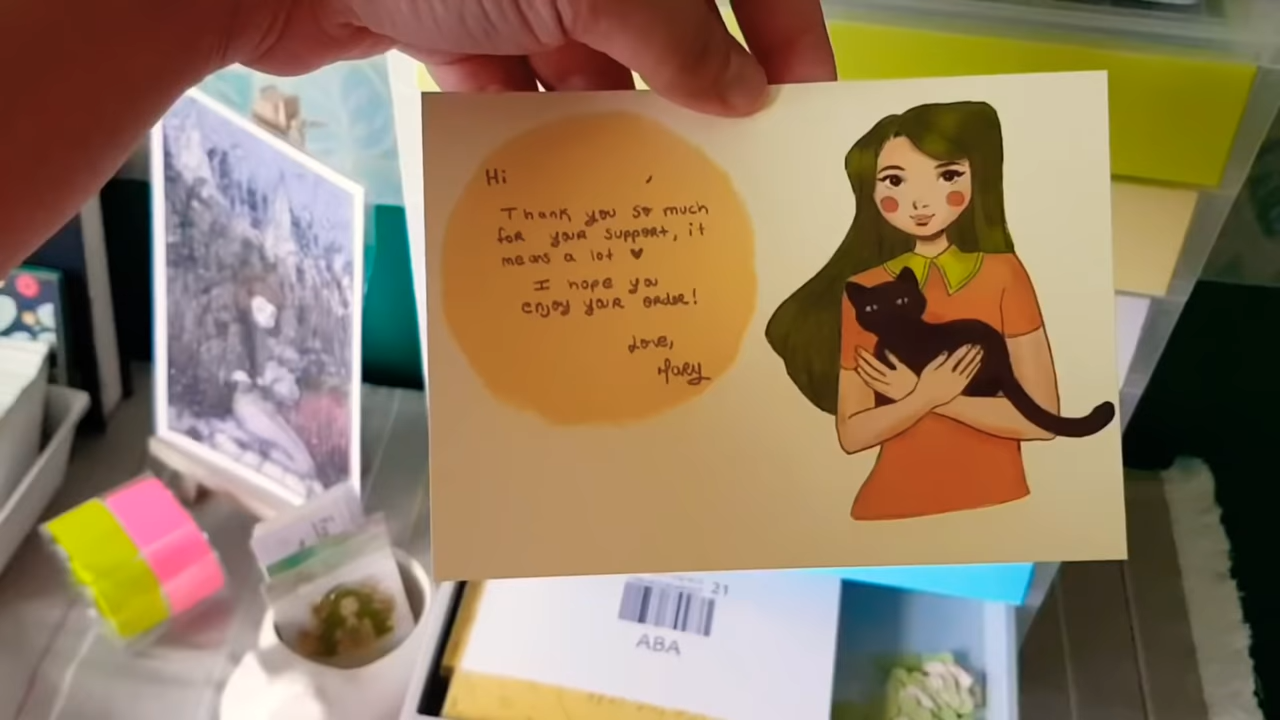 Hi
Thank you so much
for your support, it
means a lot ♥
I hope you
enjoy your order!
Love,
Mary
21
ABA